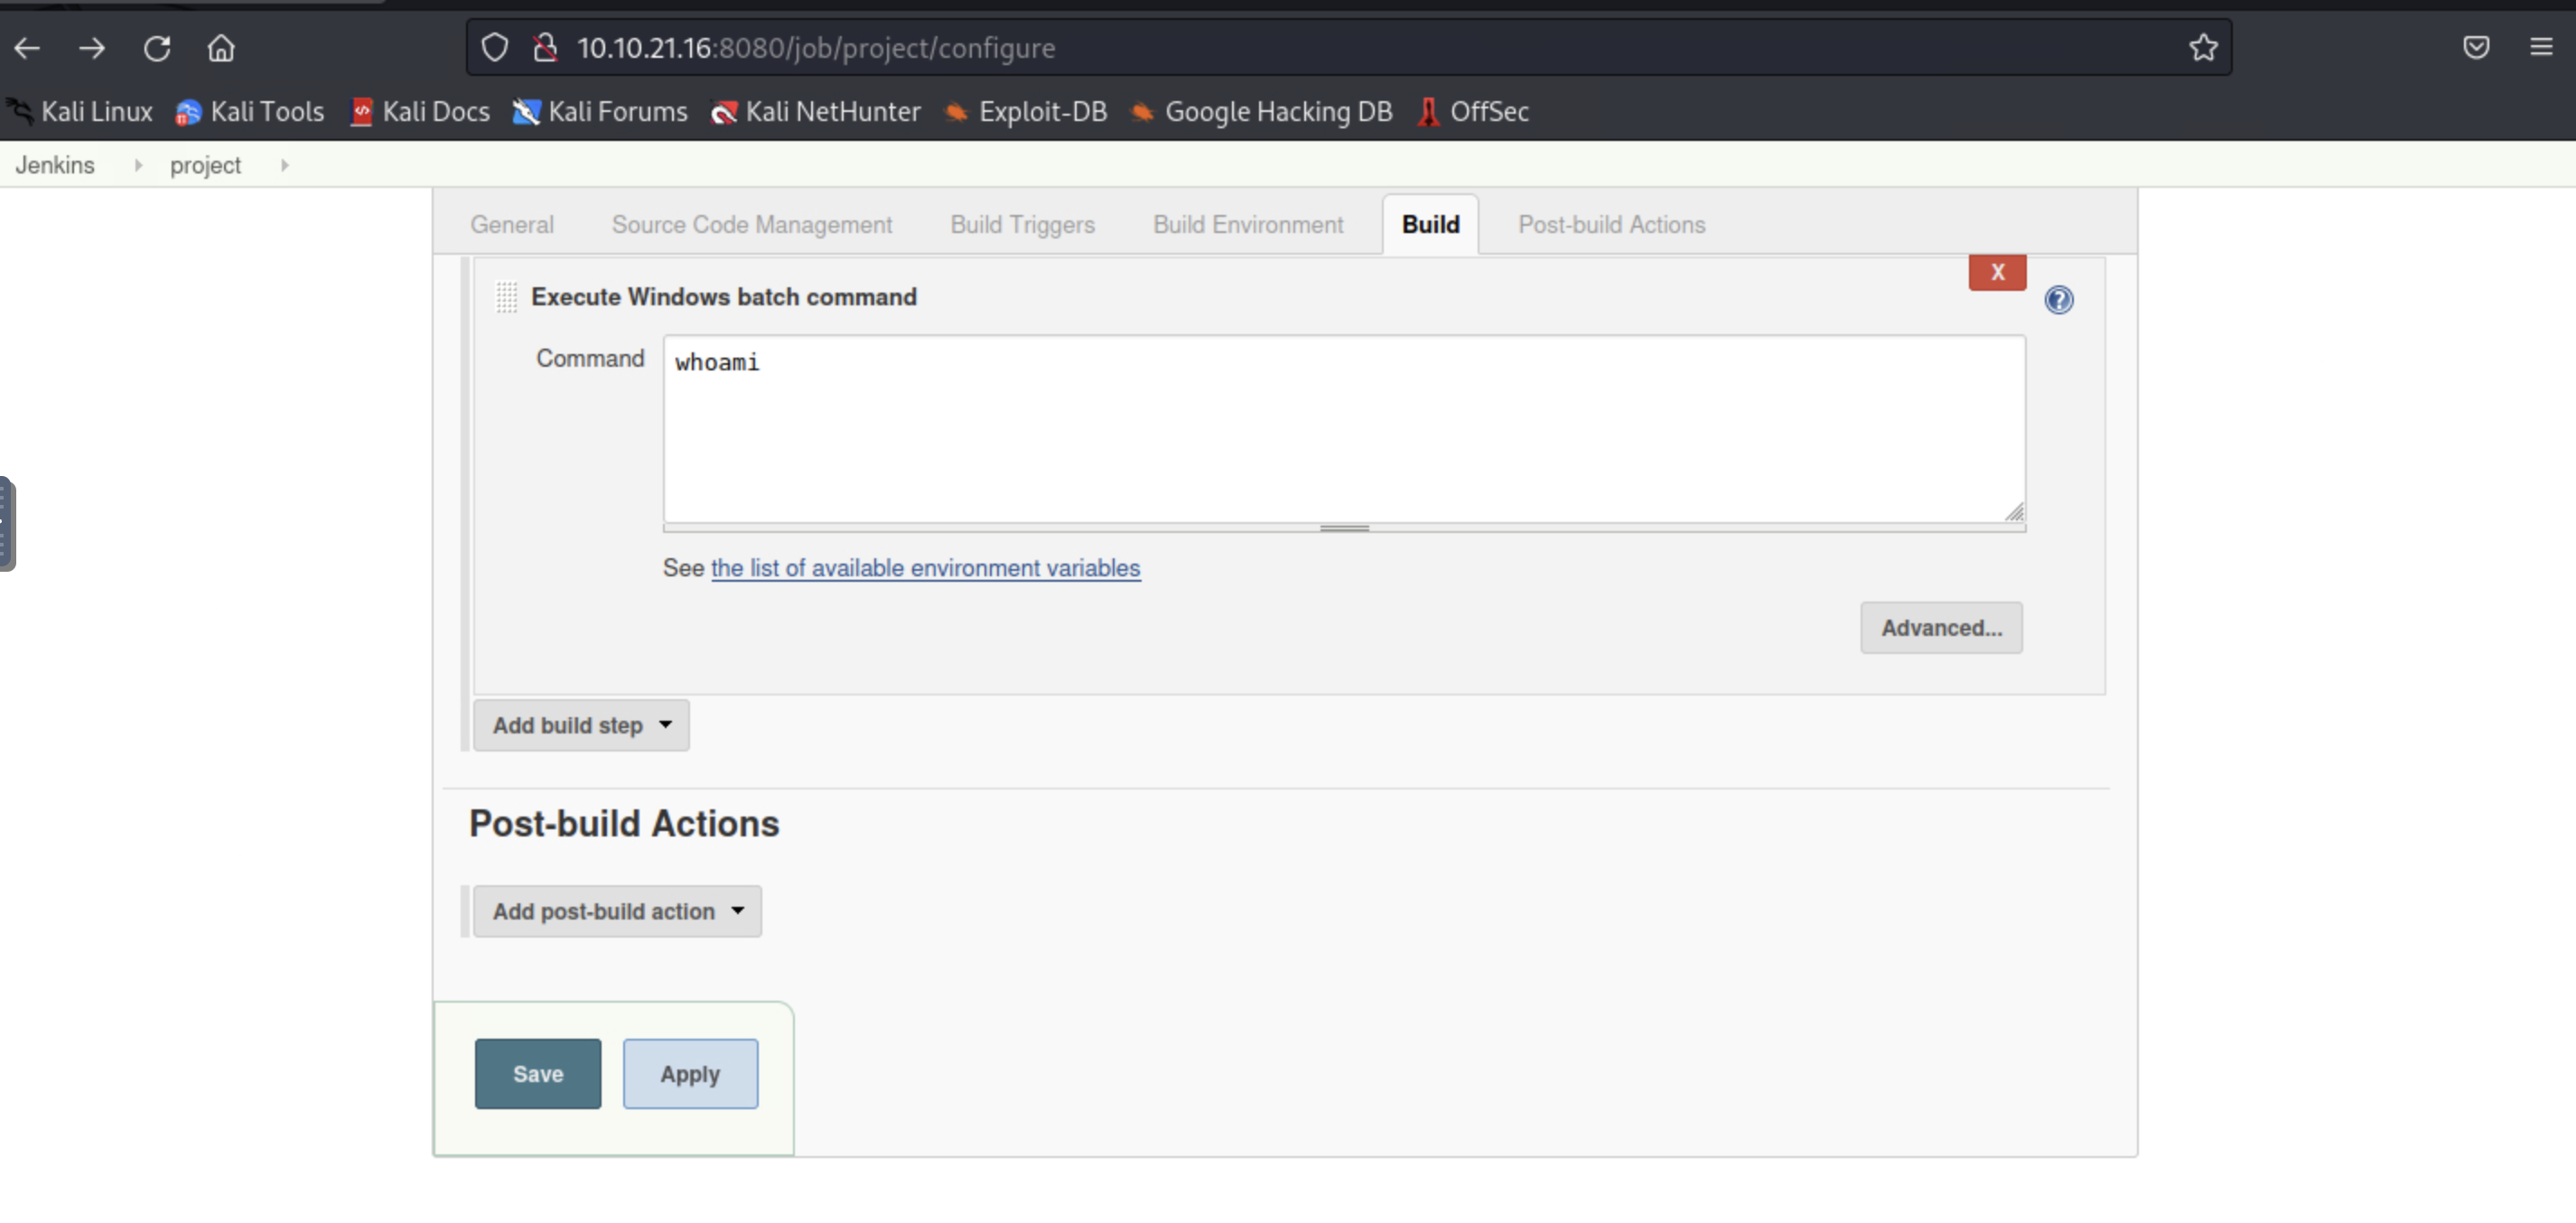 10.10.21.16:8080/job/project/configure
Kali Linux Kali Tools Kali Docs Kali Forums Kali NetHunter Exploit-DB Google Hacking DB OffSec
Jenkins project
General Source Code Management Build Triggers Build Environment Build Post-build Actions
X
Execute Windows batch command ?
Command whoami
See the list of available environment variables
Advanced...
Add build step
Post-build Actions
Add post-build action
Save Apply